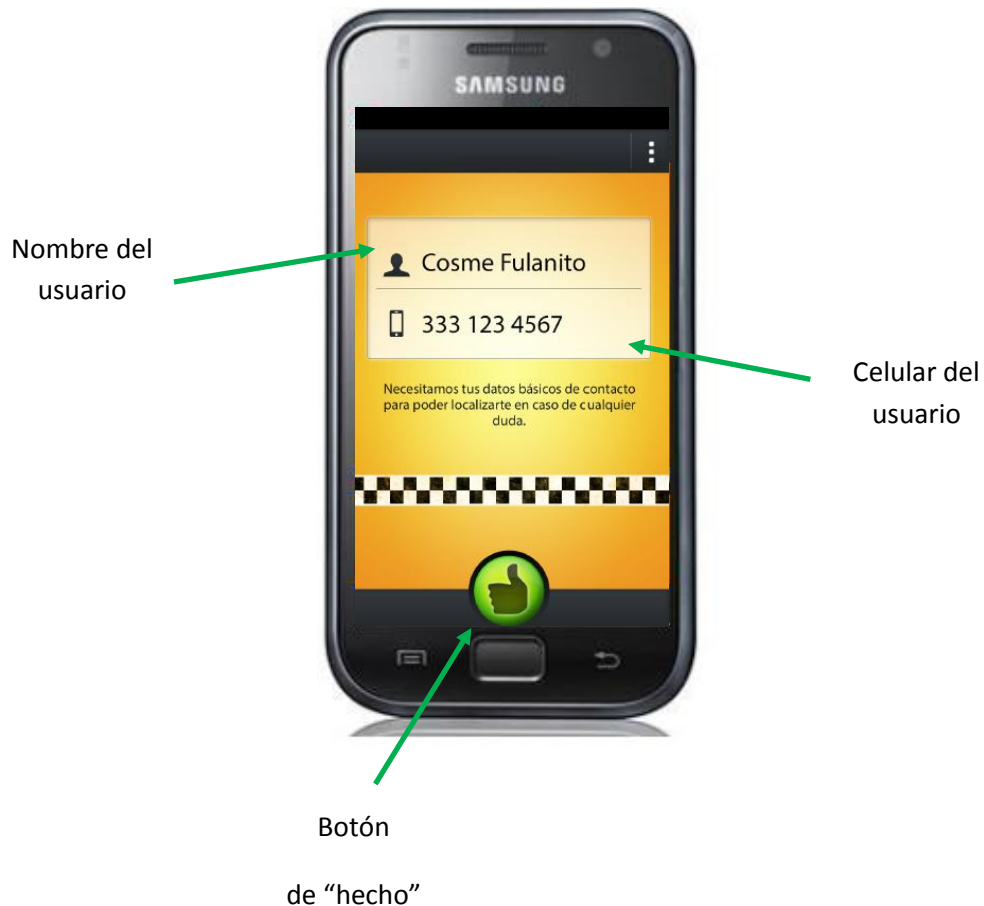 SAMSUNG
Nombre del
usuario
Cosme Fulanito
333 123 4567
Celular del
usuario
Necesitamos tus datos básicos de contacto
para poder localizarte en caso de cualquier
duda.
Botón
de “hecho”